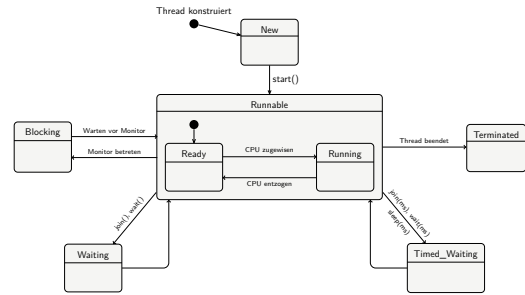 Thread konstruiert
New
start()
Runnable
Blocking
Warten vor Monitor
Monitor betreten
Ready
CPU zugewisen
CPU entzogen
Running
Thread beendet
Terminated
join(), wait()
join(ms), wait(ms)
sleep(ms)
Waiting
Timed_Waiting